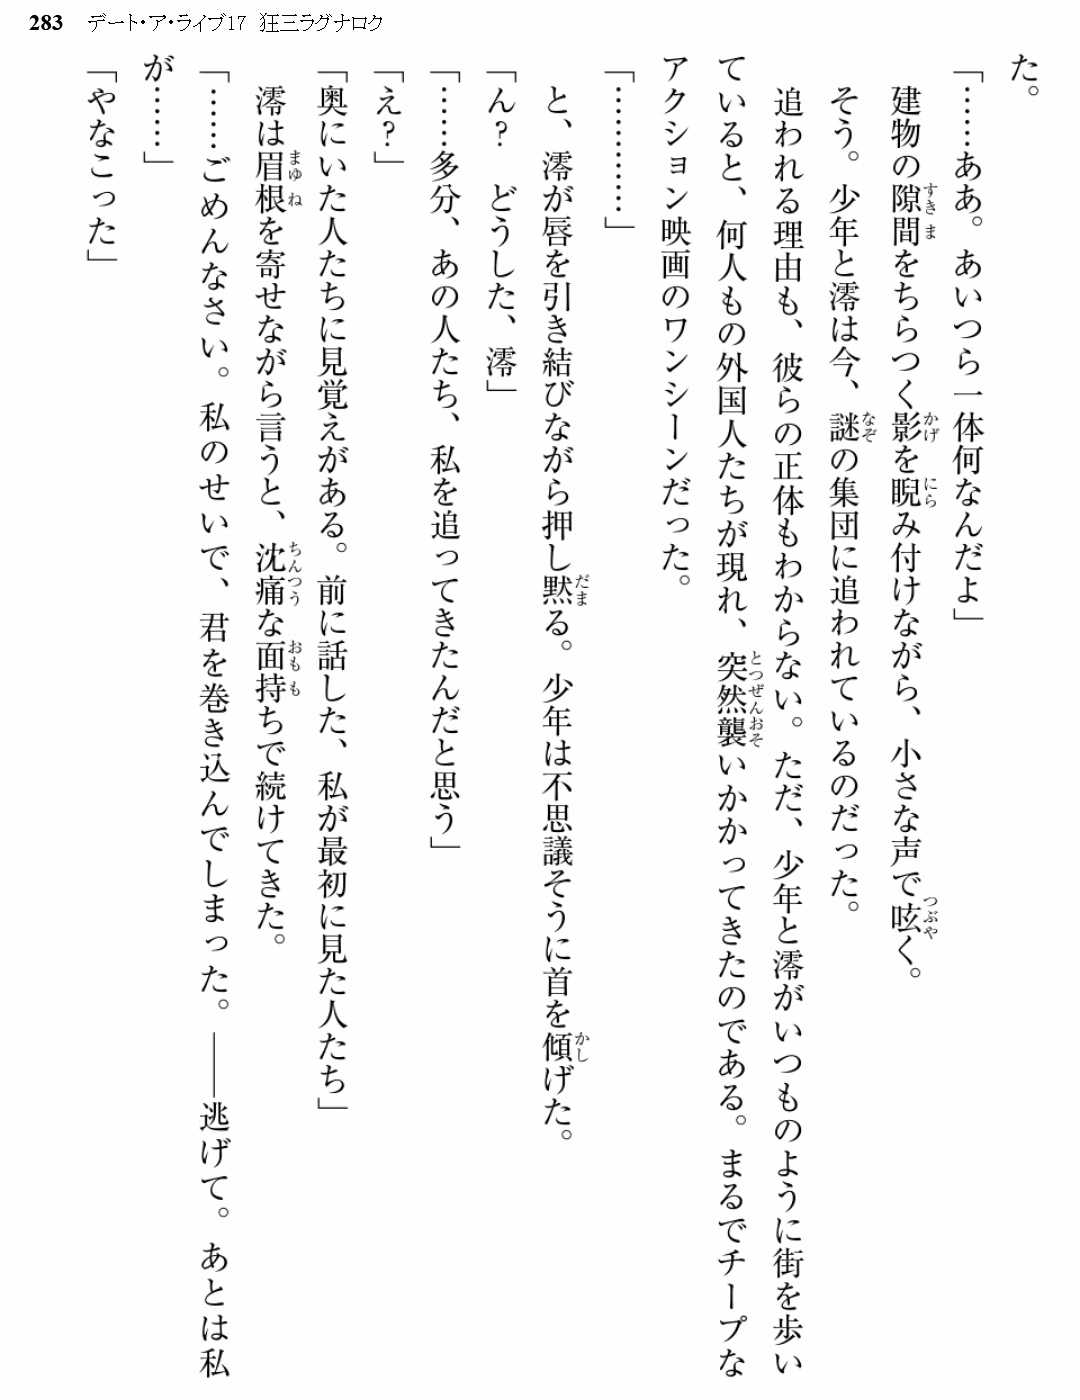 283 デート・ア・ライブ17 狂三ラグナロク
た。
「……ああ。あいつら一体何なんだよ」
建物の隙間をちらつく影を睨み付けながら、小さな声で呟く。
そう。少年と澪は今、謎の集団に追われているのだった。
追われる理由も、彼らの正体もわからない。ただ、少年と澪がいつものように街を歩い
ていると、何人もの外国人たちが現れ、突然襲いかかってきたのである。まるでチープな
アクション映画のワンシーンだった。
「…………」
と、澪が唇を引き結びながら押し黙る。少年は不思議そうに首を傾げた。
「ん？　どうした、澪」
「……多分、あの人たち、私を追ってきたんだと思う」
「え？」
「奥にいた人たちに見覚えがある。前に話した、私が最初に見た人たち」
澪は眉根を寄せながら言うと、沈痛な面持ちで続けてきた。
「……ごめんなさい。私のせいで、君を巻き込んでしまった。――逃げて。あとは私
が……」
「やなこった」